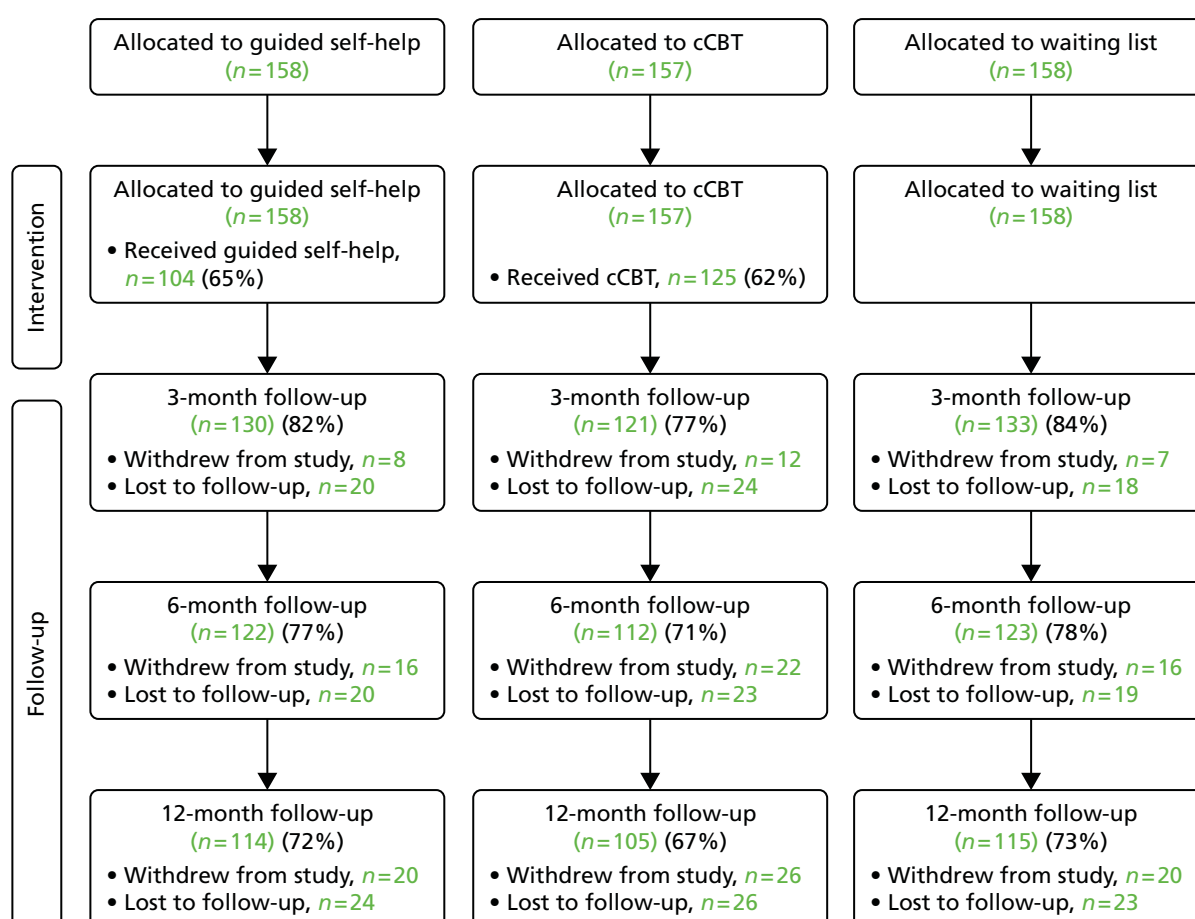 Allocated to guided self-help
(n=158)
Allocated to cCBT
(n=157)
Allocated to waiting list
(n=158)
Intervention
Allocated to guided self-help
(n=158)
• Received guided self-help,
n=104 (65%)
Allocated to cCBT
(n=157)
• Received cCBT, n=125 (62%)
Allocated to waiting list
(n=158)
Follow-up
3-month follow-up
(n=130) (82%)
• Withdrew from study, n=8
• Lost to follow-up, n=20
3-month follow-up
(n=121) (77%)
• Withdrew from study, n=12
• Lost to follow-up, n=24
3-month follow-up
(n=133) (84%)
• Withdrew from study, n=7
• Lost to follow-up, n=18
6-month follow-up
(n=122) (77%)
• Withdrew from study, n=16
• Lost to follow-up, n=20
6-month follow-up
(n=112) (71%)
• Withdrew from study, n=22
• Lost to follow-up, n=23
6-month follow-up
(n=123) (78%)
• Withdrew from study, n=16
• Lost to follow-up, n=19
12-month follow-up
(n=114) (72%)
• Withdrew from study, n=20
• Lost to follow-up, n=24
12-month follow-up
(n=105) (67%)
• Withdrew from study, n=26
• Lost to follow-up, n=26
12-month follow-up
(n=115) (73%)
• Withdrew from study, n=20
• Lost to follow-up, n=23